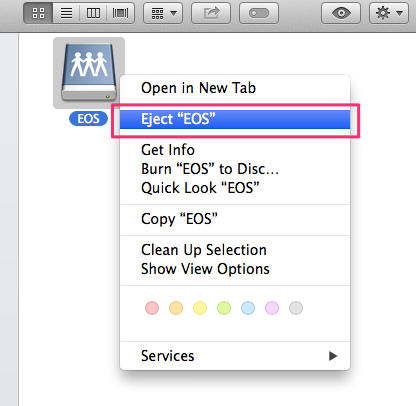 Open in New Tab
EOS
Eject “EOS”
Get Info
Burn “EOS” to Disc...
Quick Look “EOS”
Copy “EOS”
Clean Up Selection
Show View Options
Services